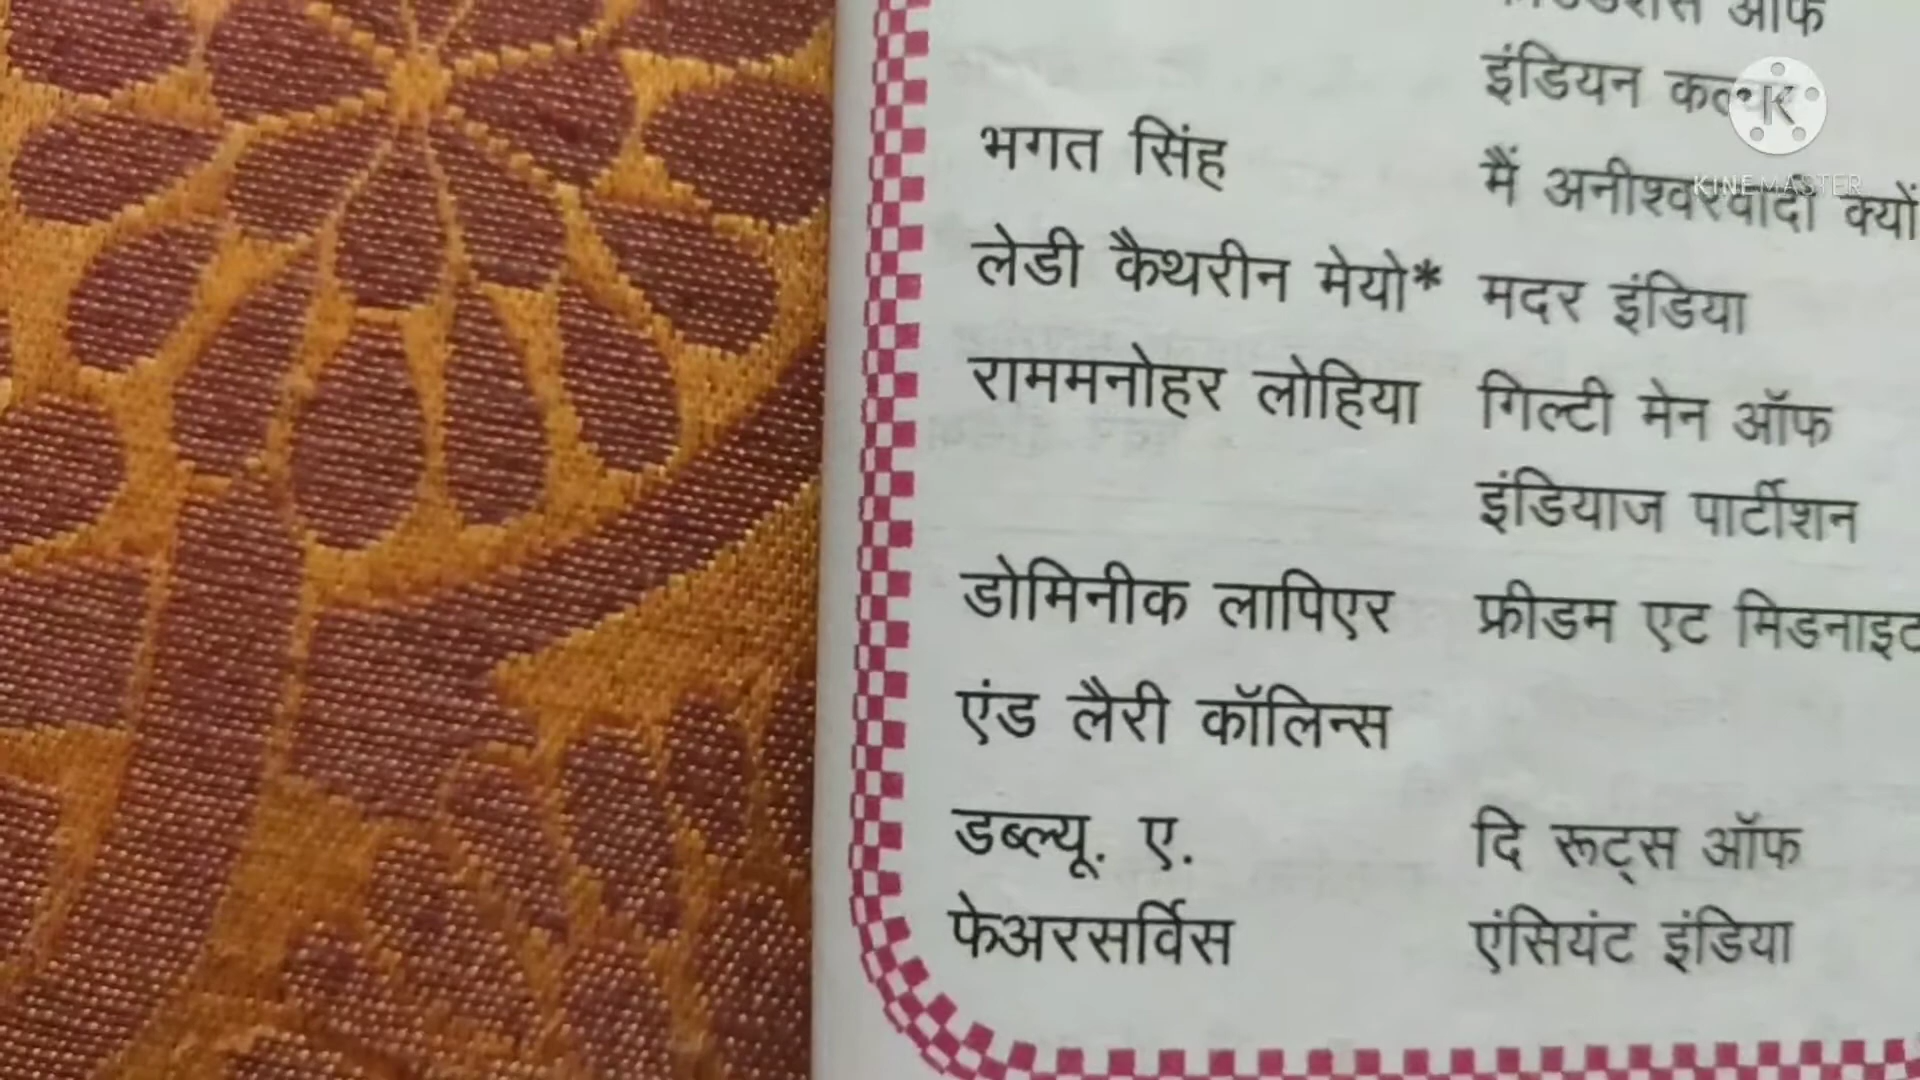 ऑफ
इंडियन
भगत सिंह मैं अनीश्वरवादी क्यों
लेडी कैथरीन मेयो* मदर इंडिया
राममनोहर लोहिया गिल्टी मेन ऑफ
इंडियाज पार्टीशन
डोमिनीक लापिएर फ्रीडम एट मिडनाइट
एंड लैरी कॉलिन्स
डब्ल्यू. ए. दि रूट्स ऑफ
फेअरसर्विस एंसियंट इंडिया
K
KINEMASTER